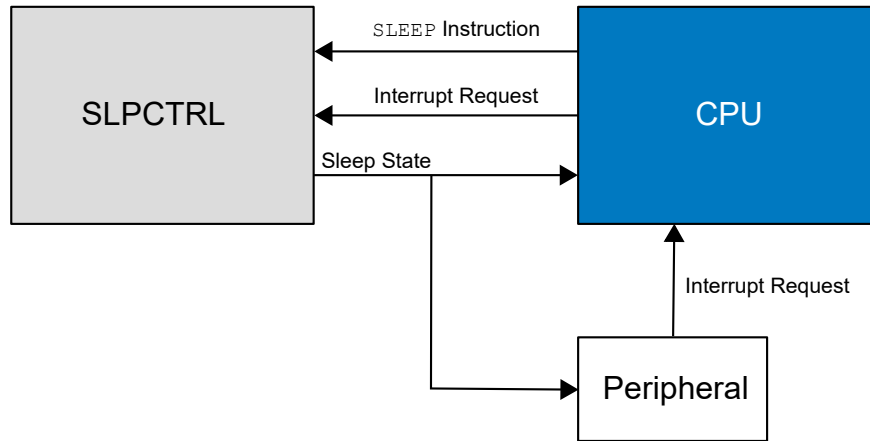 SLEEP Instruction
SLPCTRL
Interrupt Request
CPU
Sleep State
Interrupt Request
Peripheral